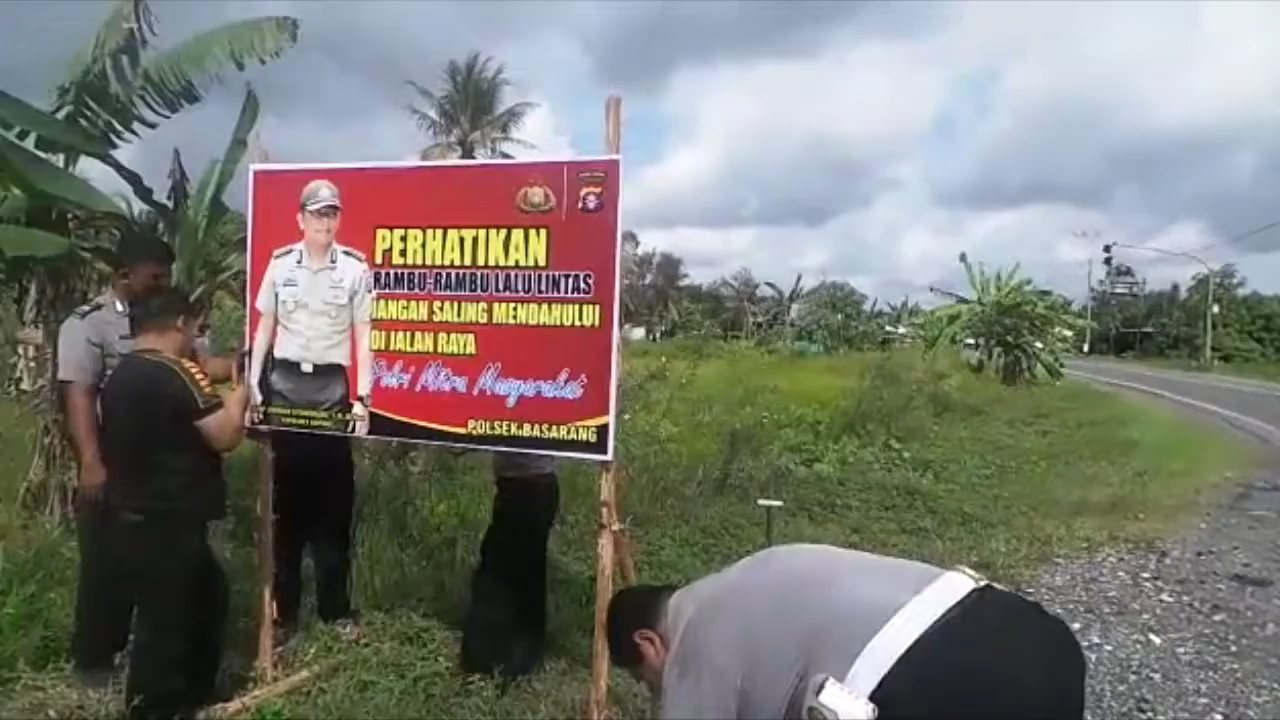 PERHATIKAN
RAMBU-RAMBU LALU LINTAS
JANGAN SALING MENDAHULUI
DI JALAN RAYA
Polri Mitra Masyarakat
POLSEK BASARANG